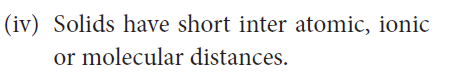 (iv) Solids have short inter atomic, ionic
or molecular distances.